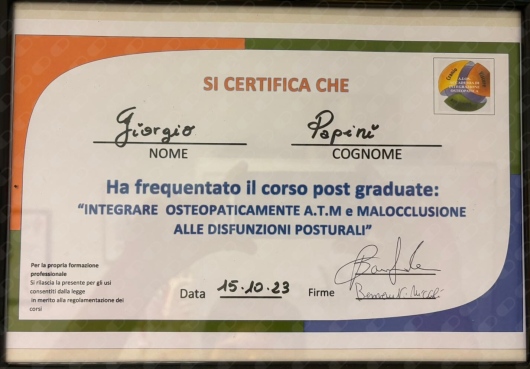 SI CERTIFICA CHE
Giorgio Papini
NOME COGNOME
Ha frequentato il corso post graduate:
"INTEGRARE OSTEOPATICAMENTE A.T.M e MALOCCLUSIONE
ALLE DISFUNZIONI POSTURALI"
Per la propria formazione
professionale
Si rilascia la presente per gli usi
consentiti dalla legge
in merito alla regolamentazione dei
corsi
Data 15.10.23 Firme